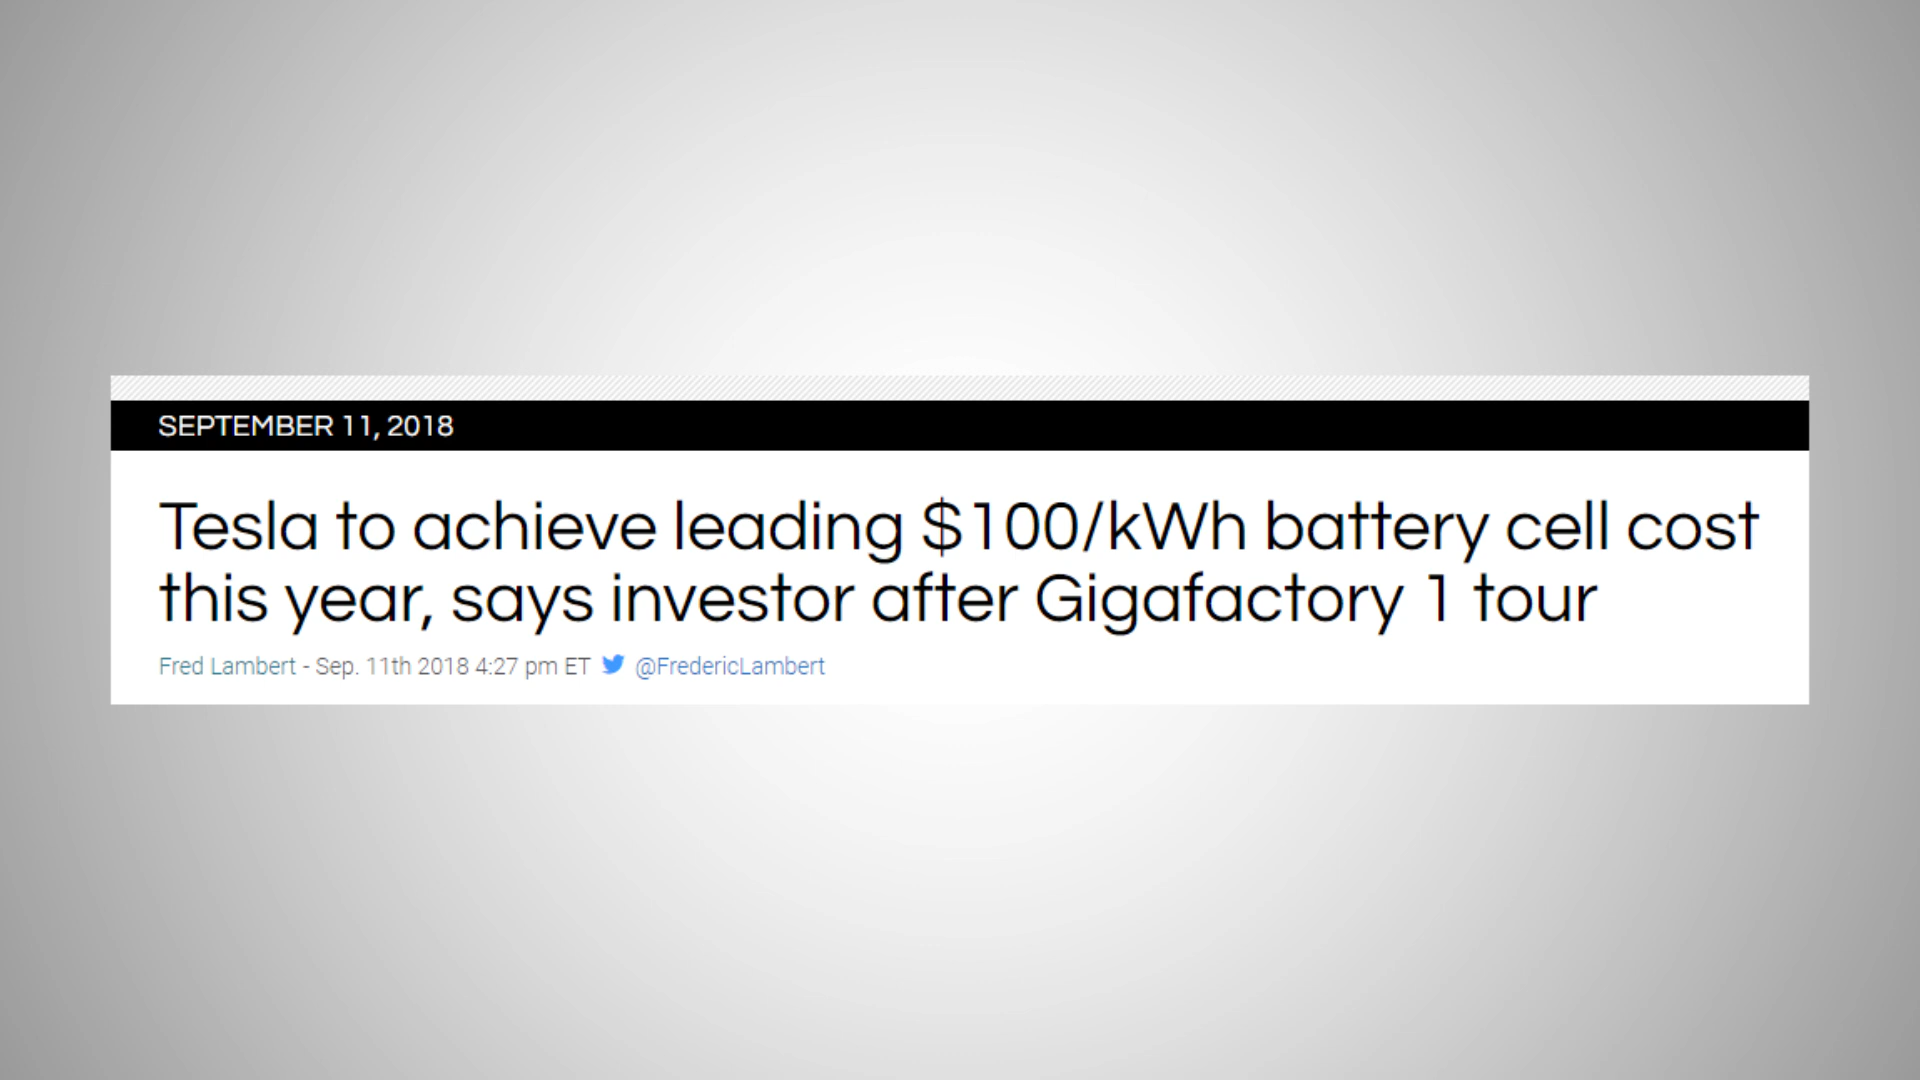 SEPTEMBER 11, 2018
Tesla to achieve leading $100/kWh battery cell cost
this year, says investor after Gigafactory 1 tour
Fred Lambert - Sep. 11th 2018 4:27 pm ET @FredericLambert